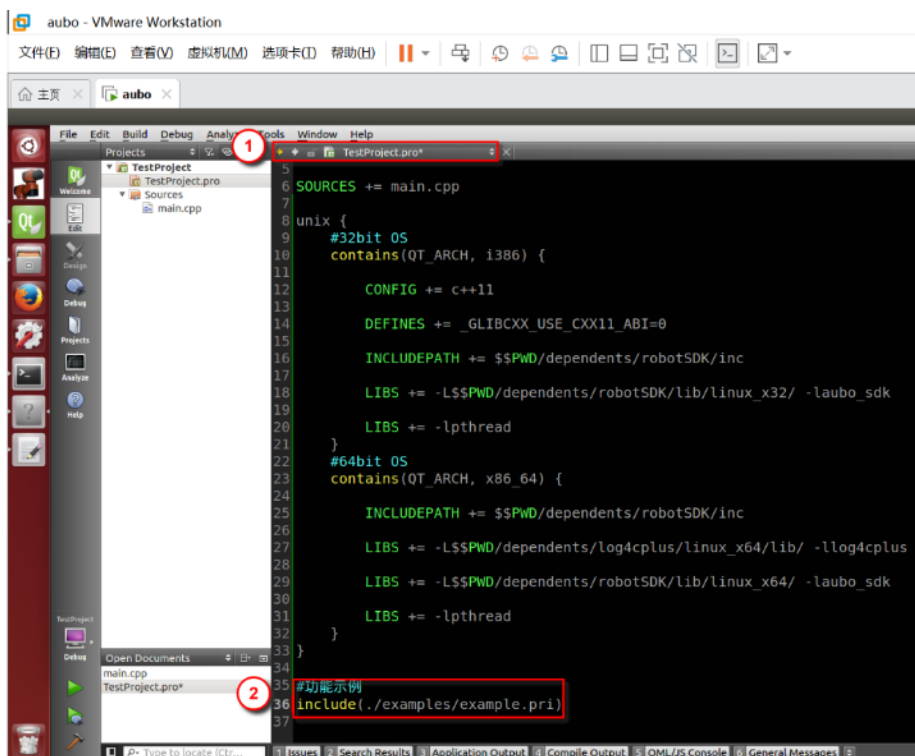 aubo - VMware Workstation
文件(F) 编辑(E) 查看(V) 虚拟机(M) 选项卡(T) 帮助(H)
主页 aubo
File Edit Build Debug Analyze Tools Window Help
Projects
1
TestProject.pro*
TestProject
TestProject.pro
Sources
main.cpp
Welcome
Edit
Design
Debug
Projects
Analyze
Help
5
6 SOURCES += main.cpp
7
8 unix {
9 #32bit OS
10 contains(QT_ARCH, i386) {
11
12 CONFIG += c++11
13
14 DEFINES += _GLIBCXX_USE_CXX11_ABI=0
15
16 INCLUDEPATH += $$PWD/dependents/robotSDK/inc
17
18 LIBS += -L$$PWD/dependents/robotSDK/lib/linux_x32/ -laubo_sdk
19
20 LIBS += -lpthread
21 }
22 #64bit OS
23 contains(QT_ARCH, x86_64) {
24
25 INCLUDEPATH += $$PWD/dependents/robotSDK/inc
26
27 LIBS += -L$$PWD/dependents/log4cplus/linux_x64/lib/ -llog4cplus
28
29 LIBS += -L$$PWD/dependents/robotSDK/lib/linux_x64/ -laubo_sdk
30
31 LIBS += -lpthread
32 }
33 }
34
35 #功能示例
36 include(./examples/example.pri)
37
TestProject
Debug
Open Documents
main.cpp
TestProject.pro*
2
Type to locate (Ctr...
1 Issues 2 Search Results 3 Application Output 4 Compile Output 5 QML/JS Console 6 General Messages